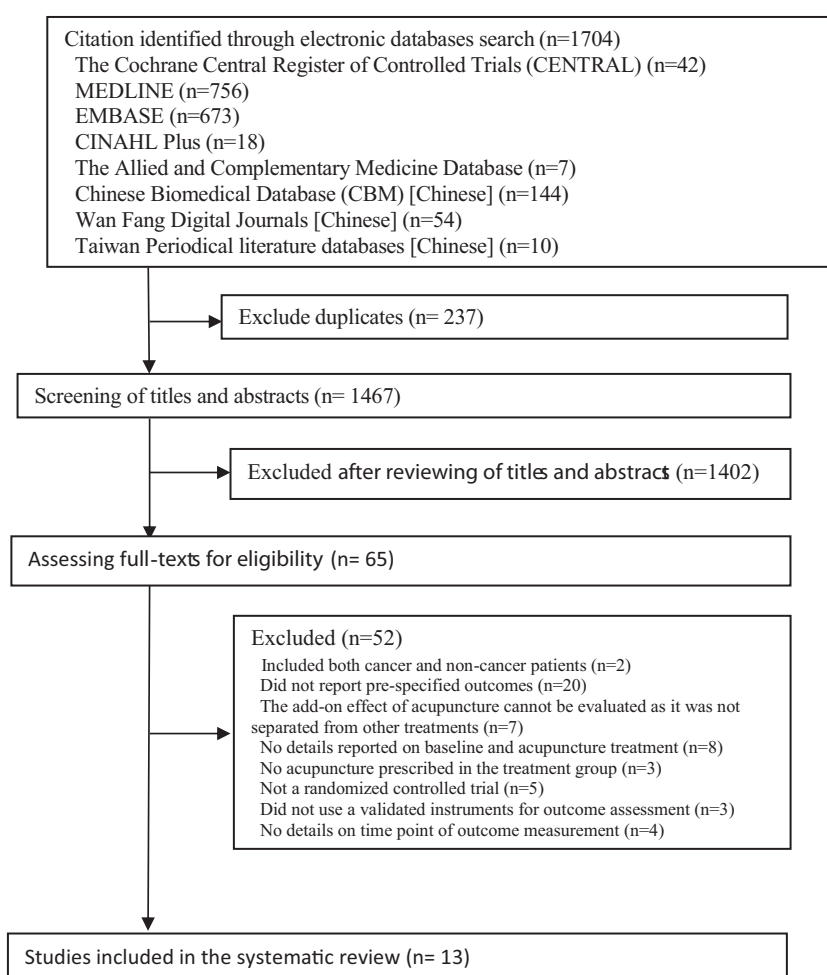 Citation identified through electronic databases search (n=1704)
The Cochrane Central Register of Controlled Trials (CENTRAL) (n=42)
MEDLINE (n=756)
EMBASE (n=673)
CINAHL Plus (n=18)
The Allied and Complementary Medicine Database (n=7)
Chinese Biomedical Database (CBM) [Chinese] (n=144)
Wan Fang Digital Journals [Chinese] (n=54)
Taiwan Periodical literature databases [Chinese] (n=10)
Exclude duplicates (n= 237)
Screening of titles and abstracts (n= 1467)
Excluded after reviewing of titles and abstracts (n=1402)
Assessing full-texts for eligibility (n= 65)
Excluded (n=52)
Included both cancer and non-cancer patients (n=2)
Did not report pre-specified outcomes (n=20)
The add-on effect of acupuncture cannot be evaluated as it was not
separated from other treatments (n=7)
No details reported on baseline and acupuncture treatment (n=8)
No acupuncture prescribed in the treatment group (n=3)
Not a randomized controlled trial (n=5)
Did not use a validated instruments for outcome assessment (n=3)
No details on time point of outcome measurement (n=4)
Studies included in the systematic review (n= 13)